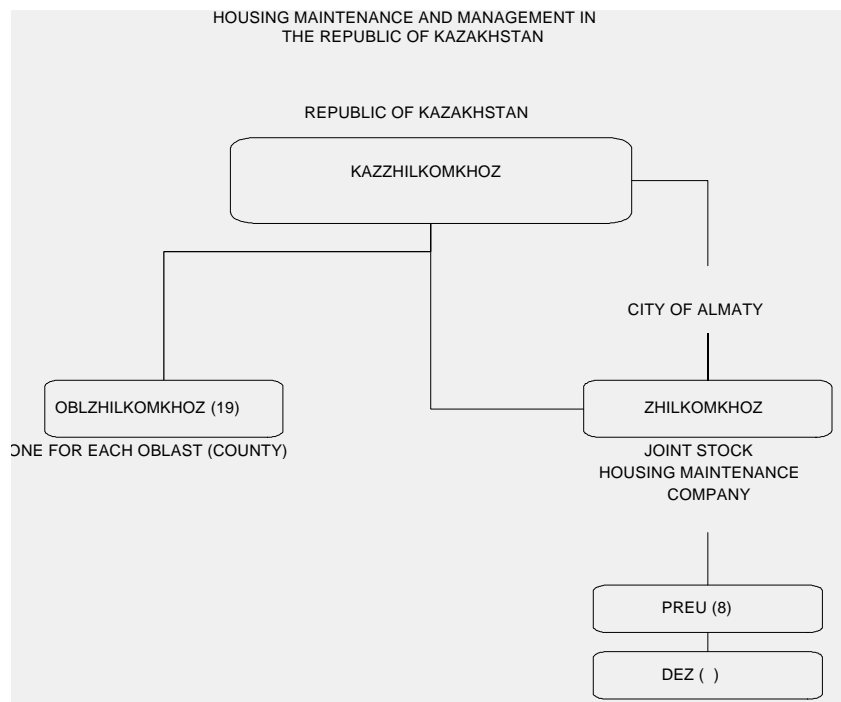 HOUSING MAINTENANCE AND MANAGEMENT IN
THE REPUBLIC OF KAZAKHSTAN
REPUBLIC OF KAZAKHSTAN
KAZZHILKOMKHOZ
CITY OF ALMATY
OBLZHILKOMKHOZ (19)
ONE FOR EACH OBLAST (COUNTY)
ZHILKOMKHOZ
JOINT STOCK
HOUSING MAINTENANCE
COMPANY
PREU (8)
DEZ ( )